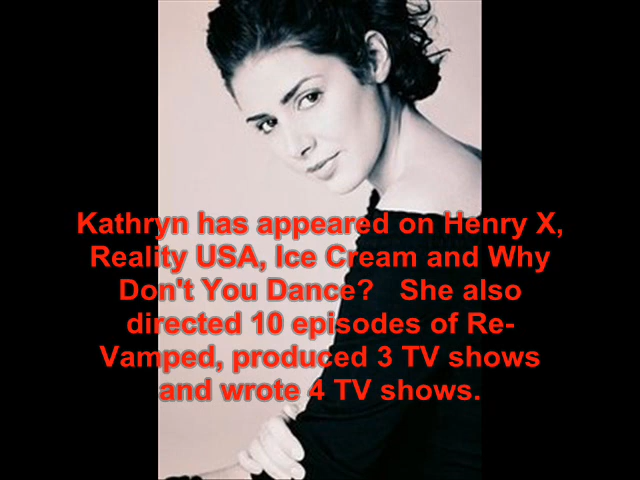 Kathryn has appeared on Henry X,
Reality USA, Ice Cream and Why
Don't You Dance?   She also
directed 10 episodes of Re-
Vamped, produced 3 TV shows
and wrote 4 TV shows.